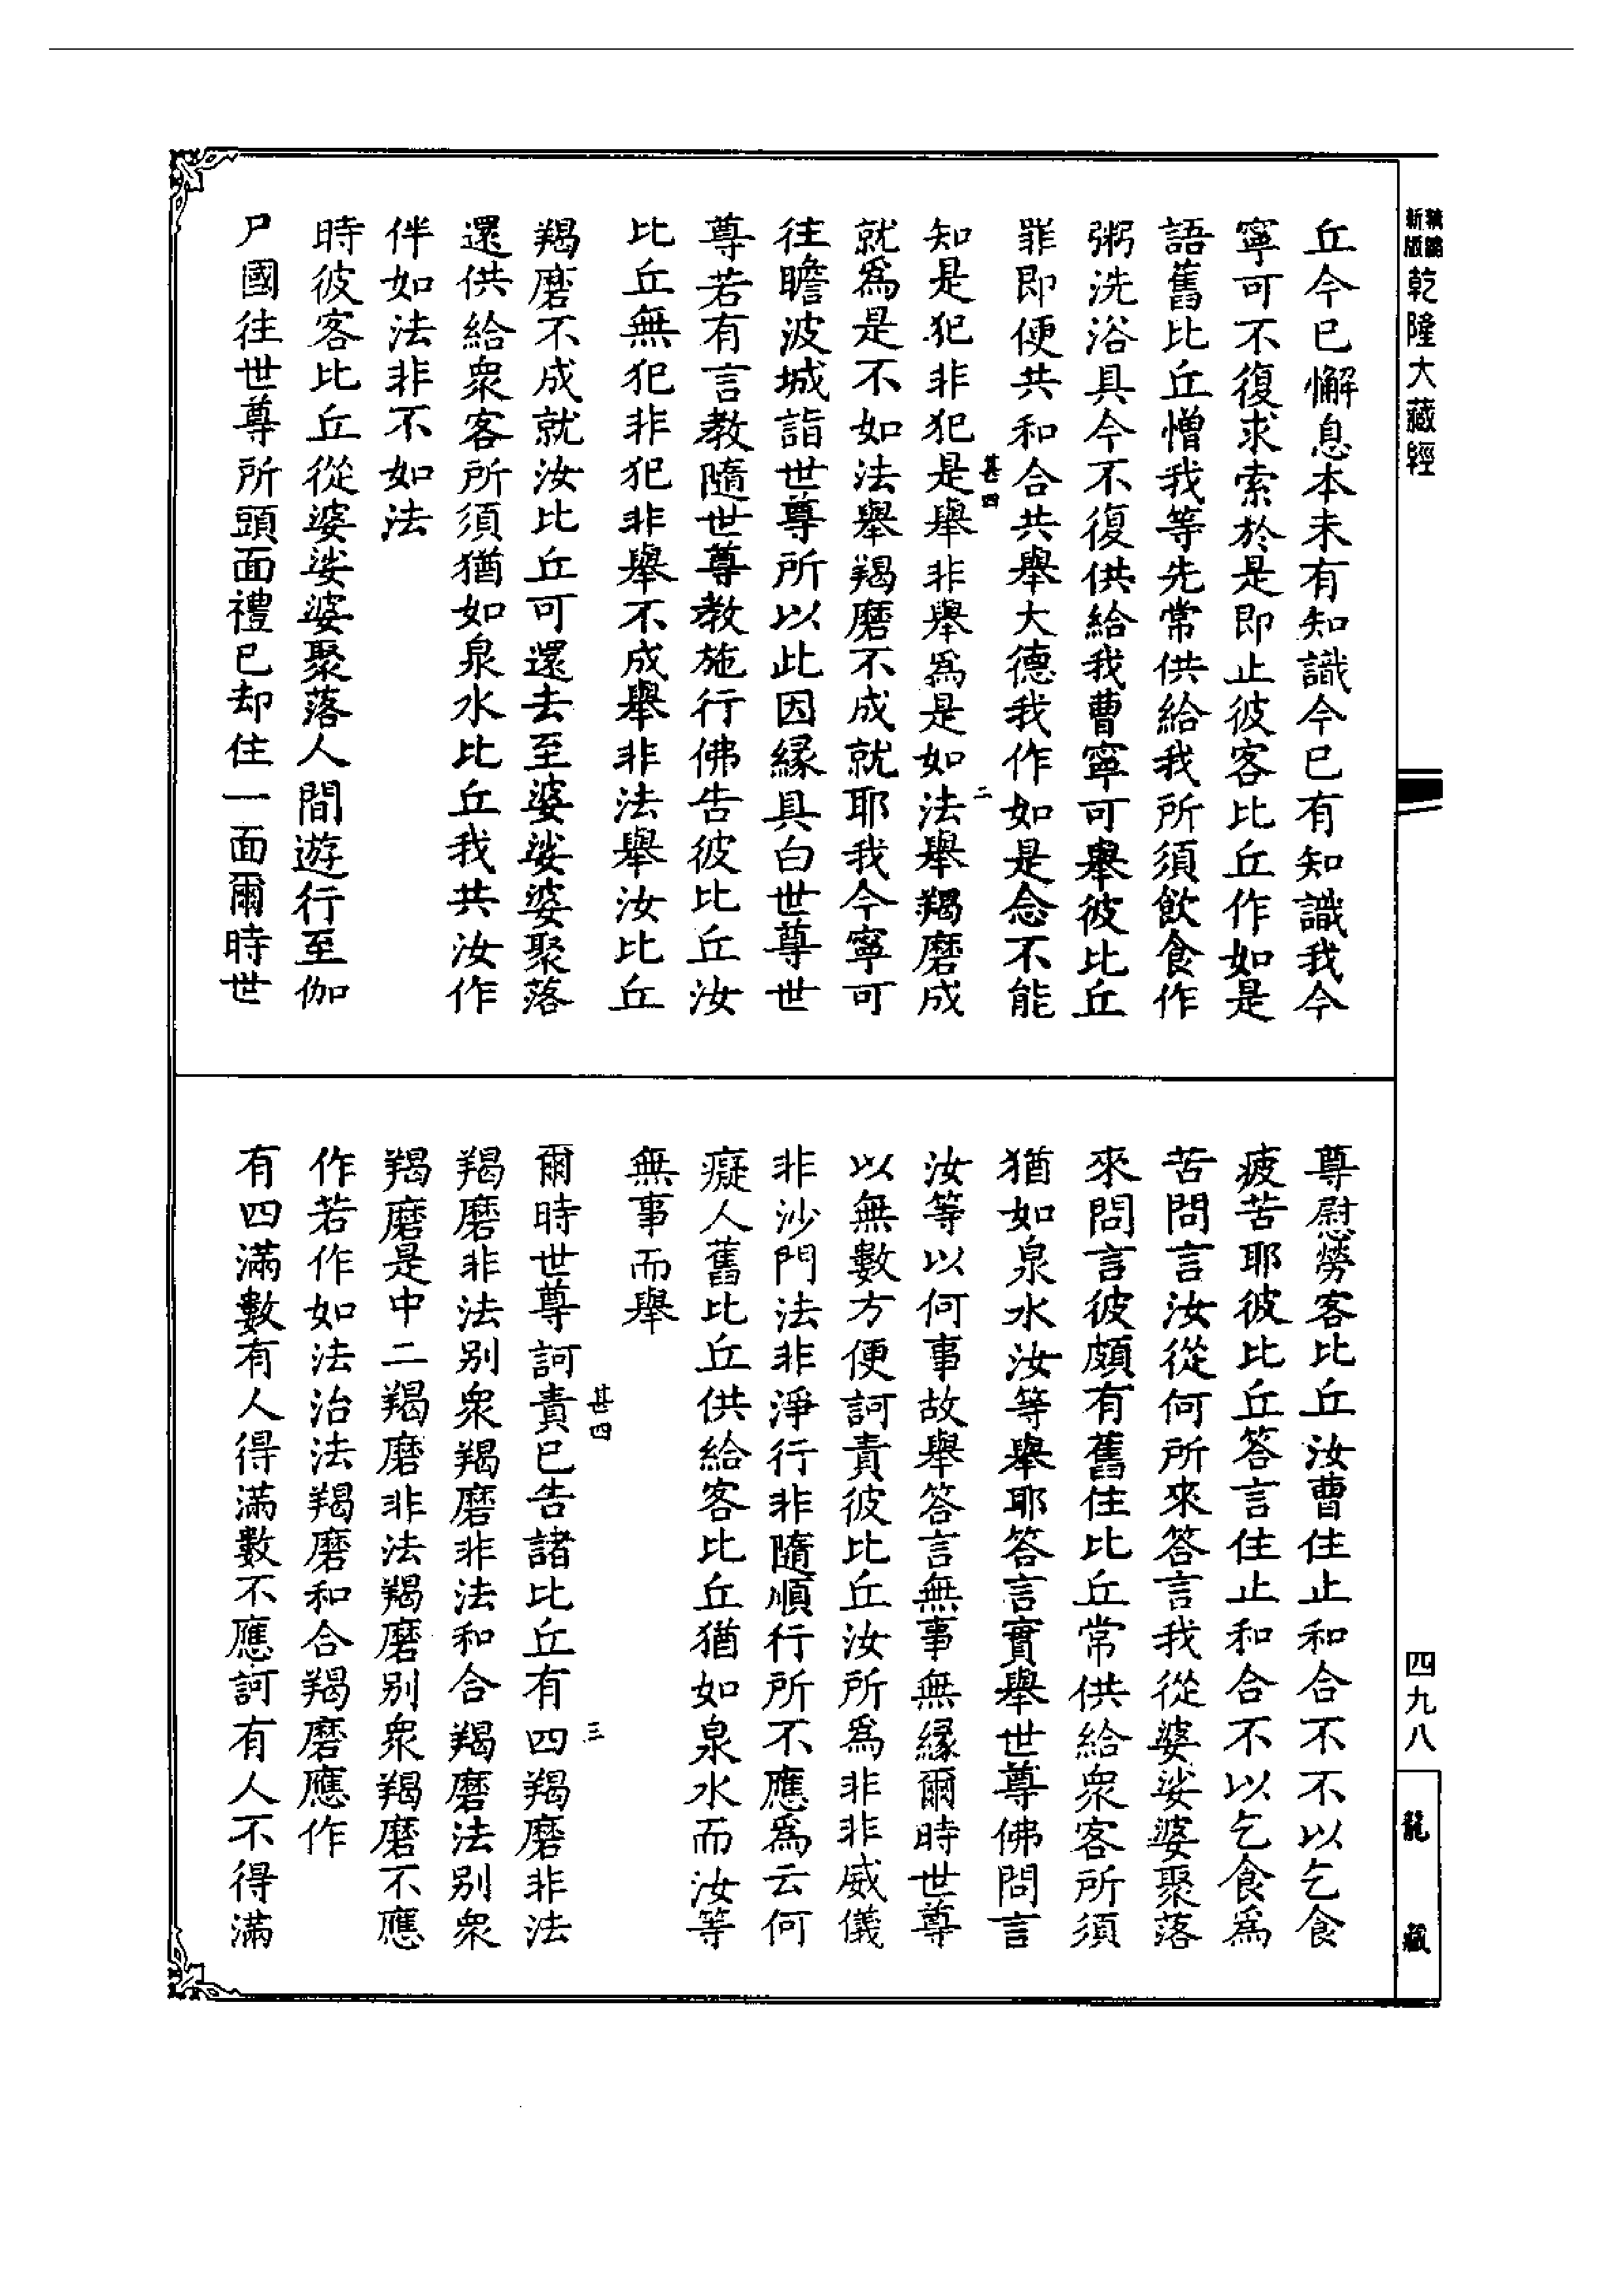 新編縮版乾隆大藏經
丘今已懈息本未有知識今已有知識我今
寧可不復求索於是即止彼客比丘作如是
語舊比丘憎我等先常供給我所須飲食作
粥洗浴具今不復供給我曹寧可舉彼比丘
罪即便共和合共舉大德我作如是念不能
甚四 二
知是犯非犯是舉非舉為是如法舉羯磨成
就為是不如法舉羯磨不成就耶我今寧可
往瞻波城詣世尊所以此因緣具白世尊世
尊若有言教隨世尊教施行佛告彼比丘汝
比丘無犯非犯非舉不成舉非法舉汝比丘
羯磨不成就汝比丘可還去至婆娑婆聚落
還供給衆客所須猶如泉水比丘我共汝作
伴如法非不如法
時彼客比丘從婆娑婆聚落人間遊行至伽
尸國往世尊所頭面禮已却住一面爾時世
尊慰勞客比丘汝曹住止和合不不以乞食
疲苦耶彼比丘答言住止和合不以乞食為
苦問言汝從何所來答言我從婆娑婆聚落
來問言彼頗有舊住比丘常供給衆客所須
猶如泉水汝等舉耶答言實舉世尊佛問言
汝等以何事故舉答言無事無緣爾時世尊
以無數方便訶責彼比丘汝所為非非威儀
非沙門法非淨行非隨順行所不應為云何
癡人舊比丘供給客比丘猶如泉水而汝等
無事而舉
甚四 三
爾時世尊訶責已告諸比丘有四羯磨非法
羯磨非法別衆羯磨非法和合羯磨法別衆
羯磨是中二羯磨非法羯磨別衆羯磨不應
作若作如法治法羯磨和合羯磨應作
有四滿數有人得滿數不應訶有人不得滿
四九八
龍藏